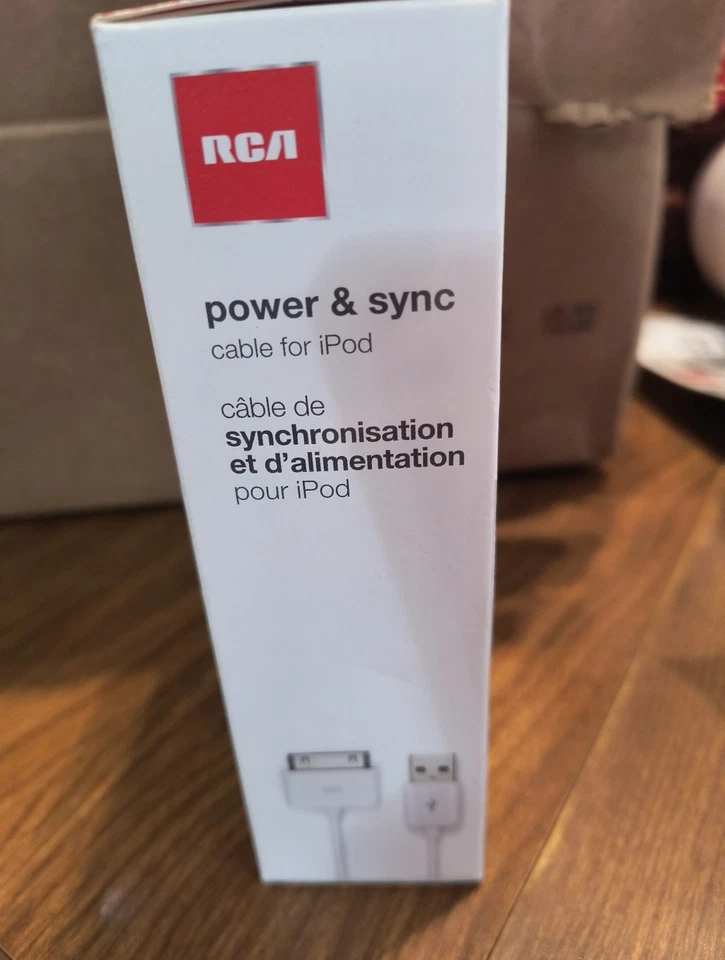 RCA
power & sync
cable for iPod
câble de
synchronisation
et d'alimentation
pour iPod